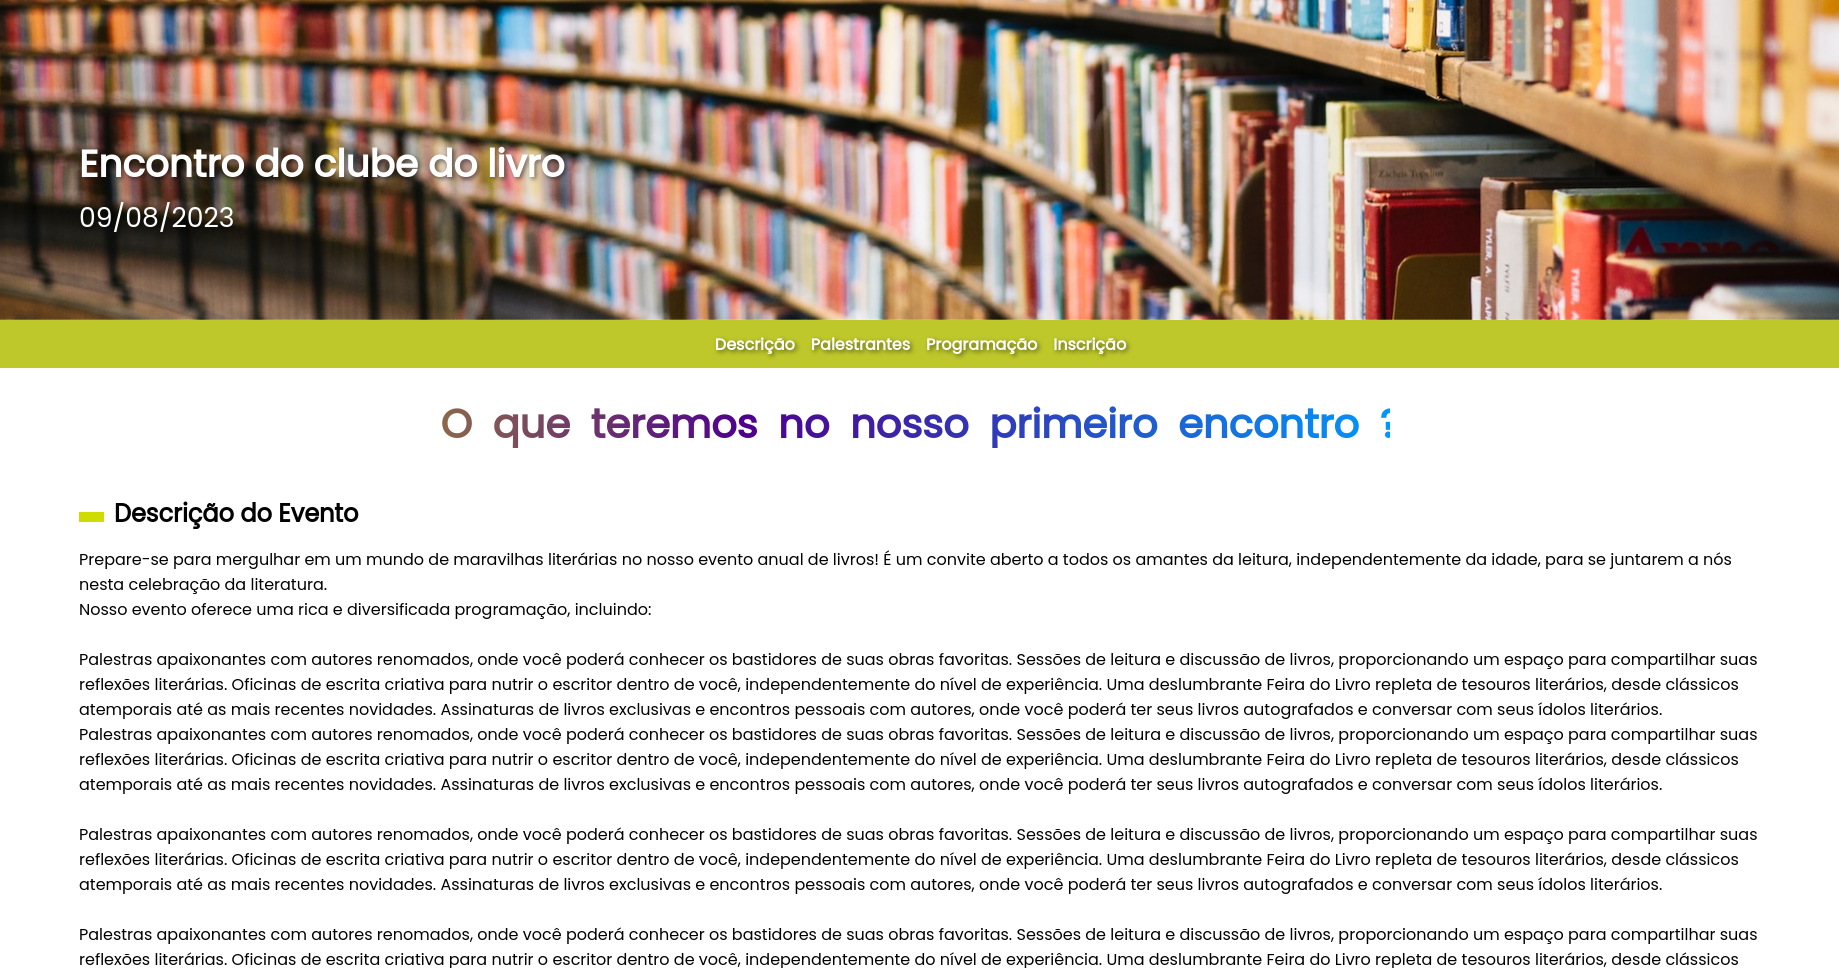 Zachris Topelius
TYLER. A.
TYLER
TYLER.
Anne
LAPP
Encontro do clube do livro
09/08/2023
Descrição Palestrantes Programação Inscrição
O que teremos no nosso primeiro encontro ?
Descrição do Evento
Prepare-se para mergulhar em um mundo de maravilhas literárias no nosso evento anual de livros! É um convite aberto a todos os amantes da leitura, independentemente da idade, para se juntarem a nós
nesta celebração da literatura.
Nosso evento oferece uma rica e diversificada programação, incluindo:
Palestras apaixonantes com autores renomados, onde você poderá conhecer os bastidores de suas obras favoritas. Sessões de leitura e discussão de livros, proporcionando um espaço para compartilhar suas
reflexões literárias. Oficinas de escrita criativa para nutrir o escritor dentro de você, independentemente do nível de experiência. Uma deslumbrante Feira do Livro repleta de tesouros literários, desde clássicos
atemporais até as mais recentes novidades. Assinaturas de livros exclusivas e encontros pessoais com autores, onde você poderá ter seus livros autografados e conversar com seus ídolos literários.
Palestras apaixonantes com autores renomados, onde você poderá conhecer os bastidores de suas obras favoritas. Sessões de leitura e discussão de livros, proporcionando um espaço para compartilhar suas
reflexões literárias. Oficinas de escrita criativa para nutrir o escritor dentro de você, independentemente do nível de experiência. Uma deslumbrante Feira do Livro repleta de tesouros literários, desde clássicos
atemporais até as mais recentes novidades. Assinaturas de livros exclusivas e encontros pessoais com autores, onde você poderá ter seus livros autografados e conversar com seus ídolos literários.
Palestras apaixonantes com autores renomados, onde você poderá conhecer os bastidores de suas obras favoritas. Sessões de leitura e discussão de livros, proporcionando um espaço para compartilhar suas
reflexões literárias. Oficinas de escrita criativa para nutrir o escritor dentro de você, independentemente do nível de experiência. Uma deslumbrante Feira do Livro repleta de tesouros literários, desde clássicos
atemporais até as mais recentes novidades. Assinaturas de livros exclusivas e encontros pessoais com autores, onde você poderá ter seus livros autografados e conversar com seus ídolos literários.
Palestras apaixonantes com autores renomados, onde você poderá conhecer os bastidores de suas obras favoritas. Sessões de leitura e discussão de livros, proporcionando um espaço para compartilhar suas
reflexões literárias. Oficinas de escrita criativa para nutrir o escritor dentro de você, independentemente do nível de experiência. Uma deslumbrante Feira do Livro repleta de tesouros literários, desde clássicos